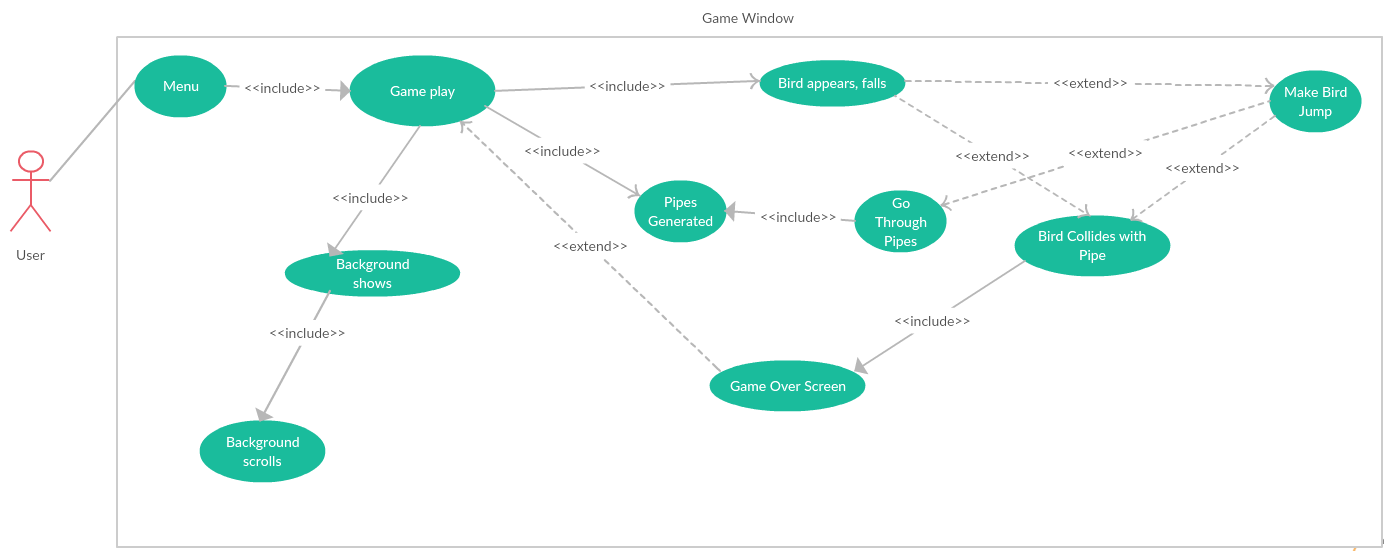 Game Window
Menu
<<include>>
Game play
<<include>>
Bird appears, falls
<<extend>>
Make Bird
Jump
<<include>>
<<extend>>
<<extend>>
<<extend>>
<<include>>
Pipes
Generated
<<include>>
Go
Through
Pipes
Bird Collides with
Pipe
User
<<extend>>
Background
shows
<<include>>
<<include>>
Game Over Screen
Background
scrolls